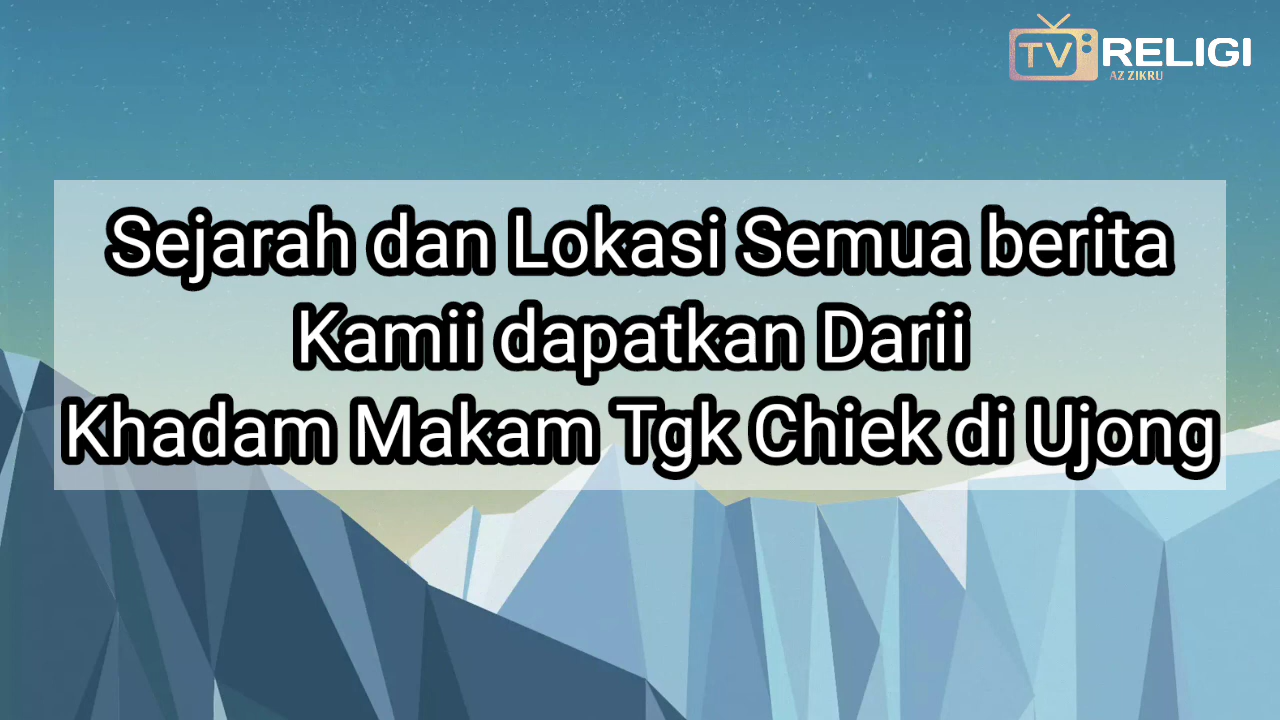 TV RELIGI
AZ ZIKRU
Sejarah dan Lokasi Semua berita
Kamii dapatkan Darii
Khadam Makam Tgk Chiek di Ujong